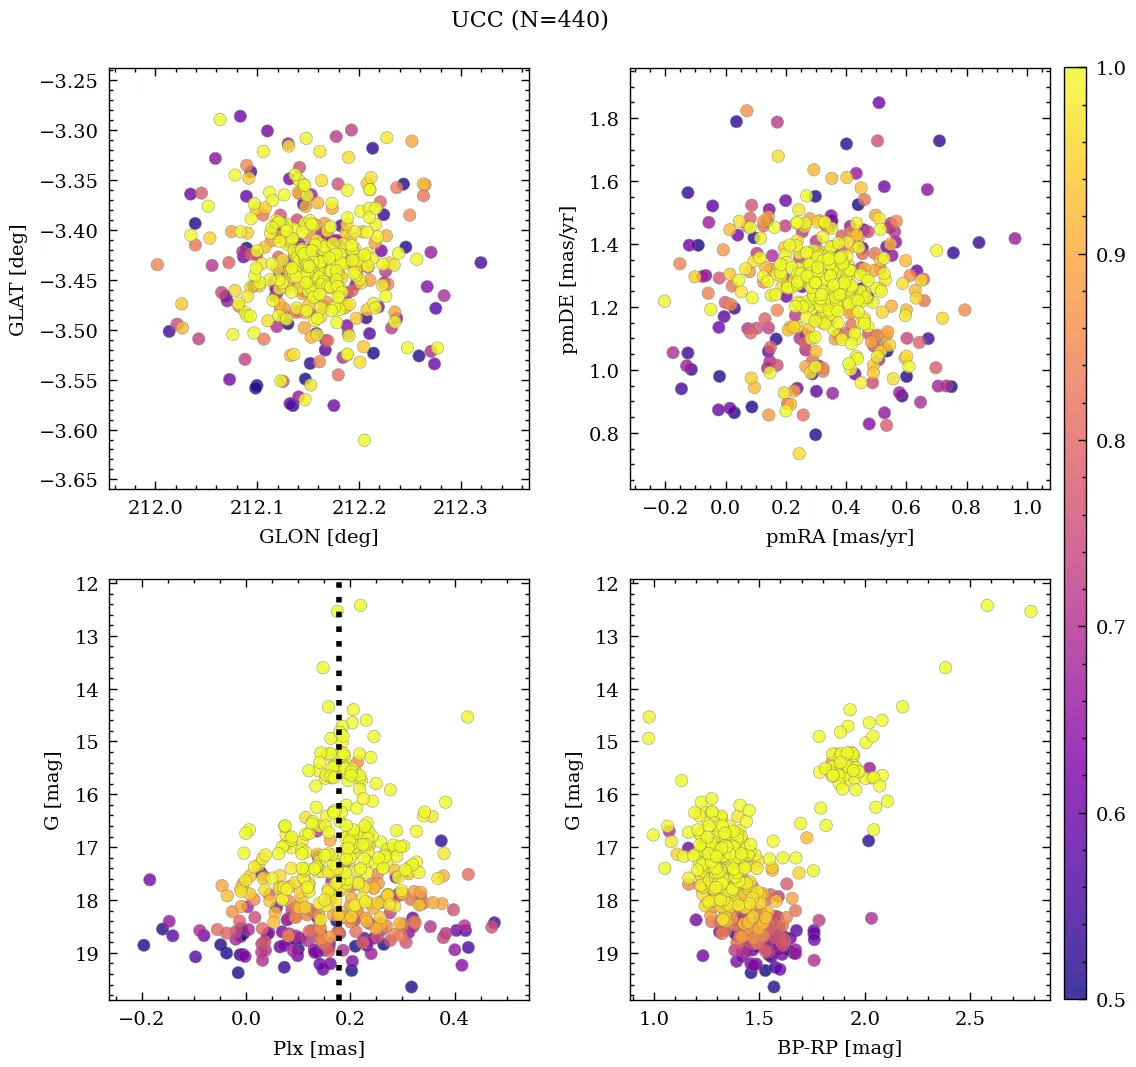 UCC (N=440)
−3.25
−3.30
−3.35
−3.40
−3.45
−3.50
−3.55
−3.60
−3.65
GLAT [deg]
212.0 212.1 212.2 212.3
GLON [deg]
1.8
1.6
1.4
1.2
1.0
0.8
pmDE [mas/yr]
−0.2 0.0 0.2 0.4 0.6 0.8 1.0
pmRA [mas/yr]
12
13
14
15
16
17
18
19
G [mag]
−0.2 0.0 0.2 0.4
Plx [mas]
12
13
14
15
16
17
18
19
G [mag]
1.0 1.5 2.0 2.5
BP-RP [mag]
1.0
0.9
0.8
0.7
0.6
0.5